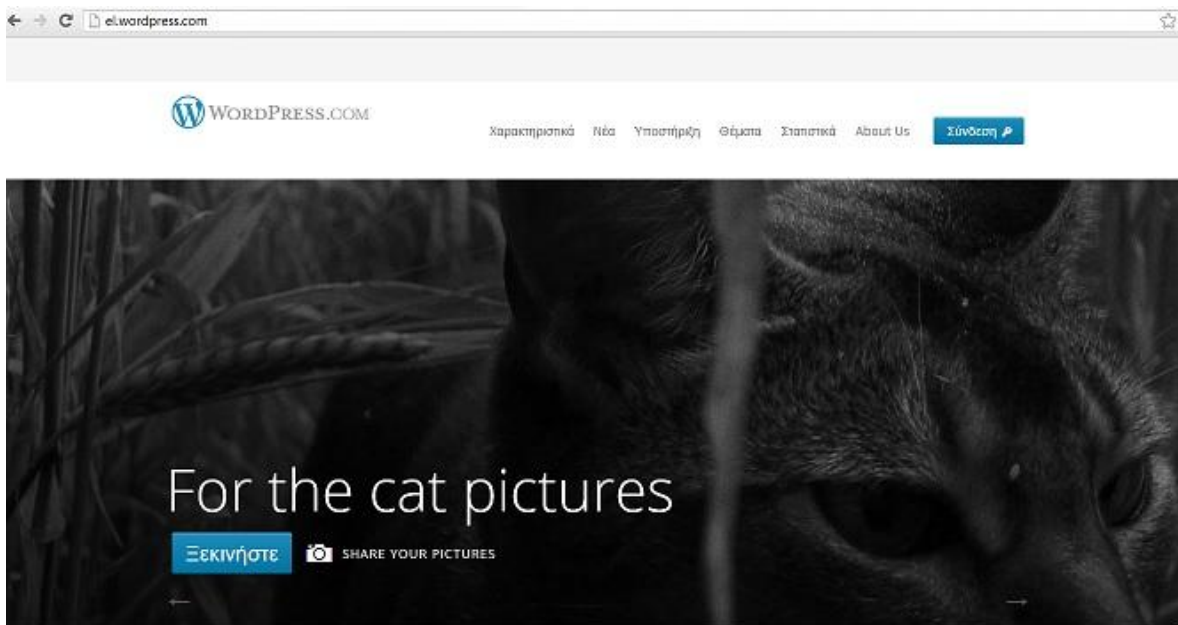 el.wordpress.com
WORDPRESS.COM
Χαρακτηριστικά Νέα Υποστήριξη Θέματα Στατιστικά About Us Σύνδεση
For the cat pictures
Ξεκινήστε SHARE YOUR PICTURES